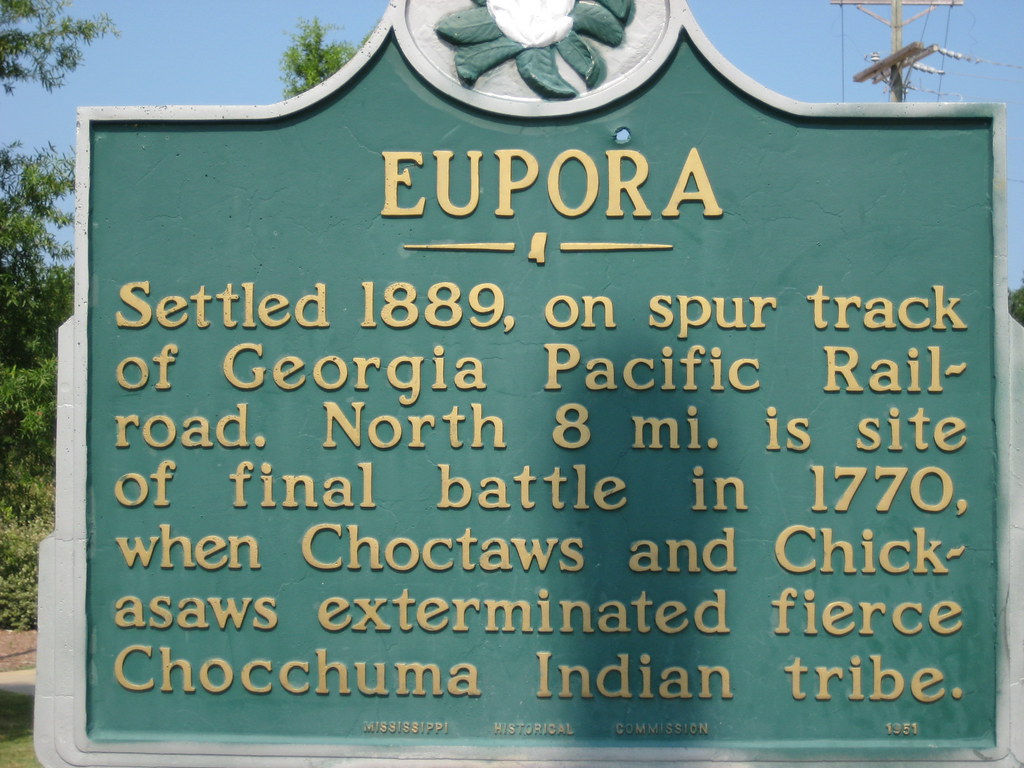 EUPORA
Settled 1889, on spur track
of Georgia Pacific Rail-
road. North 8 mi. is site
of final battle in 1770,
when Choctaws and Chick-
asaws exterminated fierce
Chocchuma Indian tribe.
MISSISSIPPI HISTORICAL COMMISSION 1951